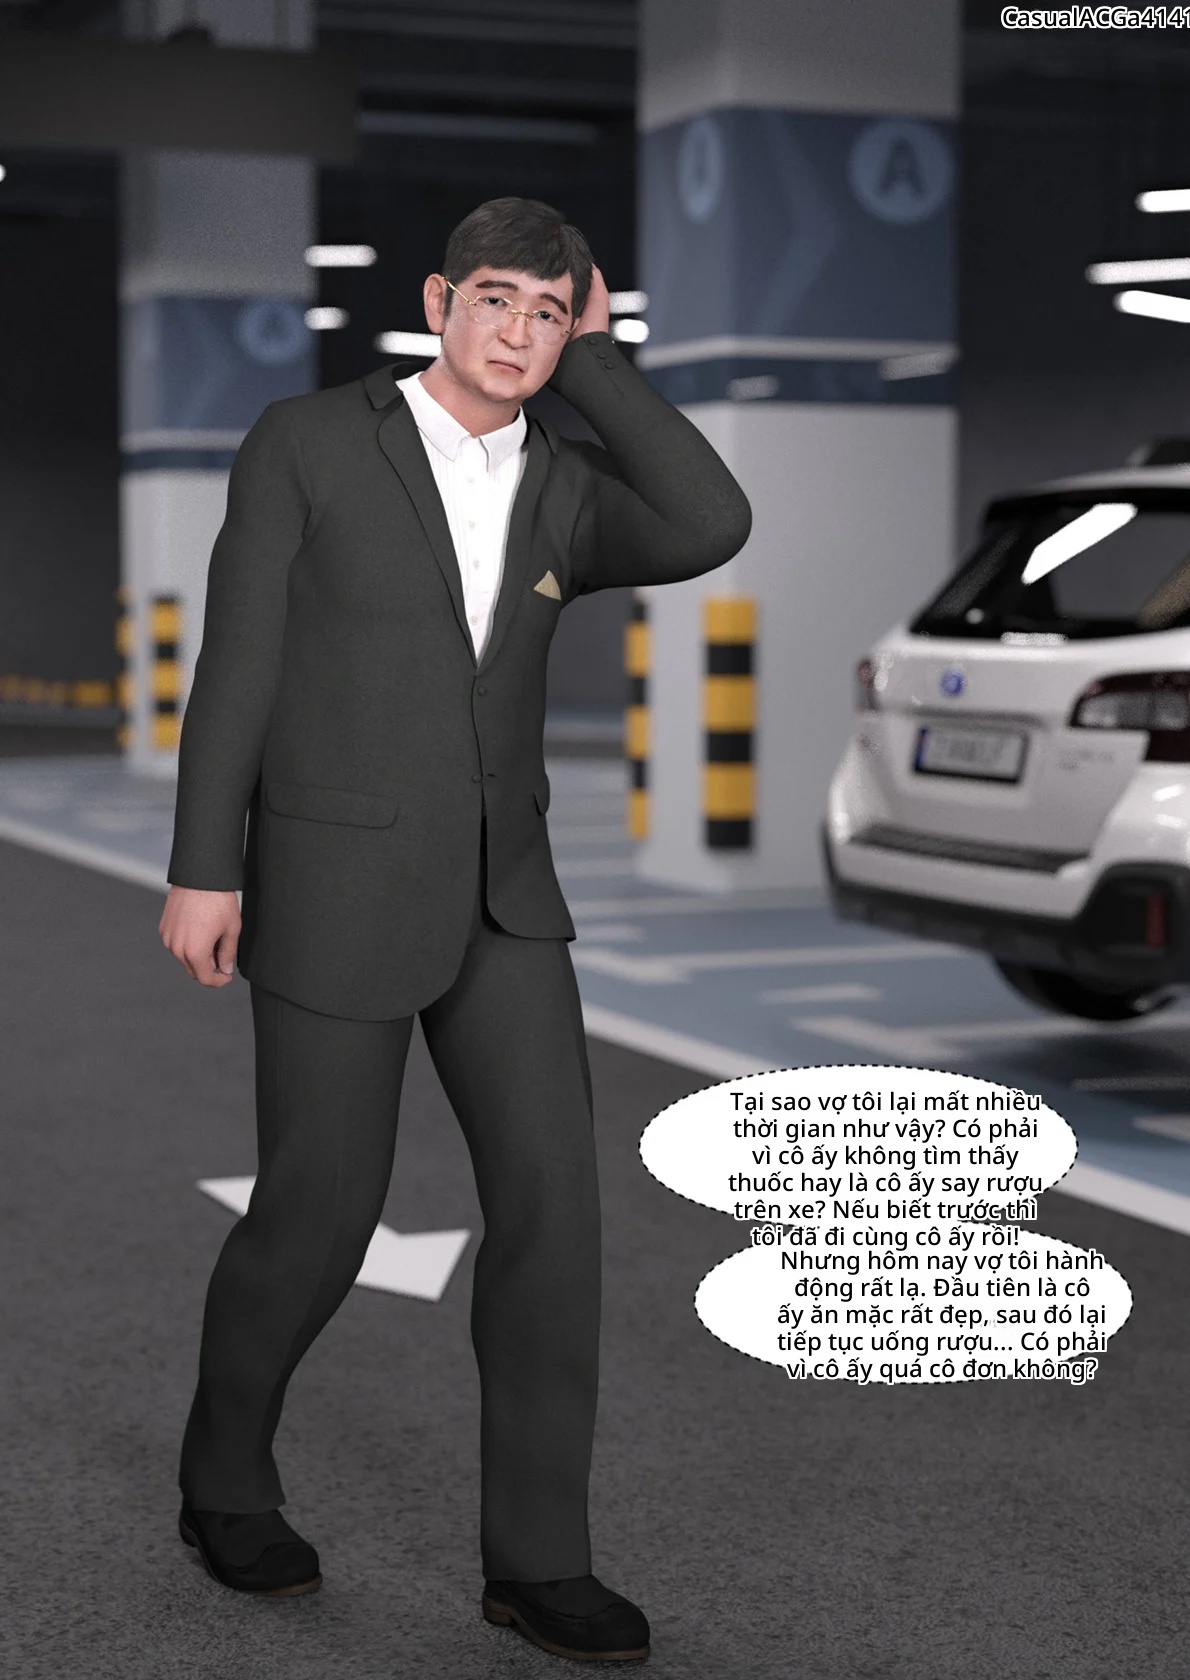 CasualACGa4141
A
A
Tại sao vợ tôi lại mất nhiều
thời gian như vậy? Có phải
vì cô ấy không tìm thấy
thuốc hay là cô ấy say rượu
trên xe? Nếu biết trước thì
tôi đã đi cùng cô ấy rồi!
Nhưng hôm nay vợ tôi hành
động rất lạ. Đầu tiên là cô
ấy ăn mặc rất đẹp, sau đó lại
tiếp tục uống rượu... Có phải
vì cô ấy quá cô đơn không?